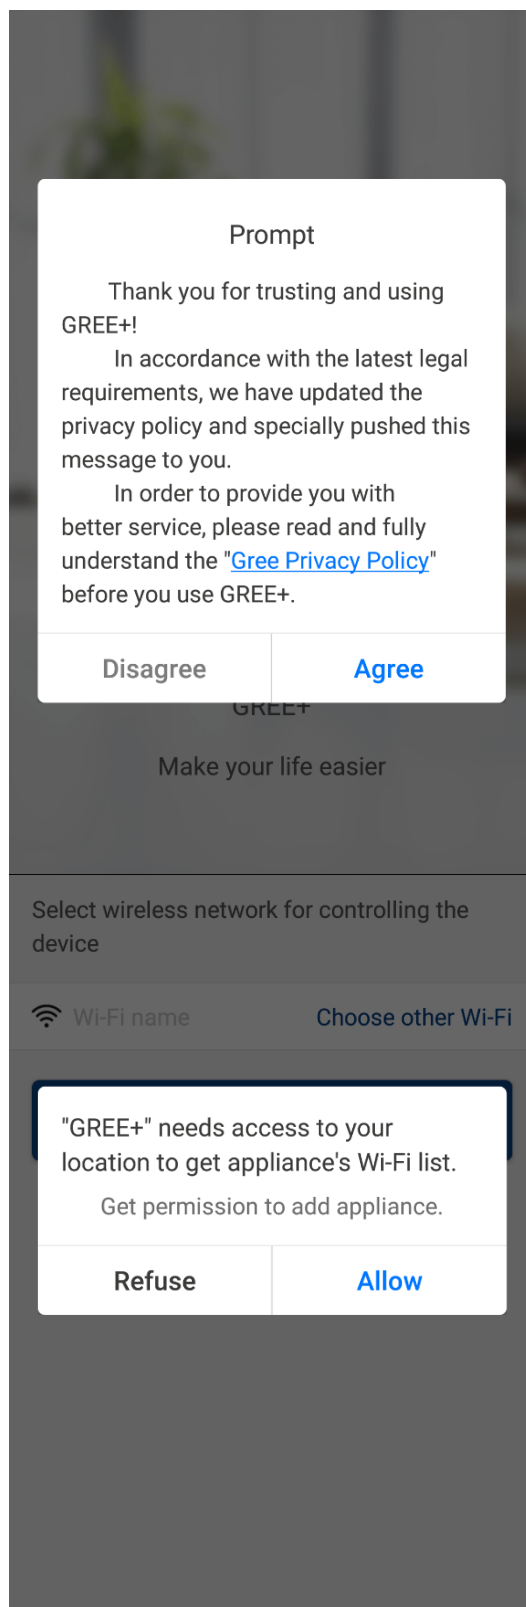 Prompt
Thank you for trusting and using
GREE+!
In accordance with the latest legal
requirements, we have updated the
privacy policy and specially pushed this
message to you.
In order to provide you with
better service, please read and fully
understand the "Gree Privacy Policy"
before you use GREE+.
Disagree Agree
GREE+
Make your life easier
Select wireless network for controlling the
device
Wi-Fi name Choose other Wi-Fi
"GREE+" needs access to your
location to get appliance's Wi-Fi list.
Get permission to add appliance.
Refuse Allow